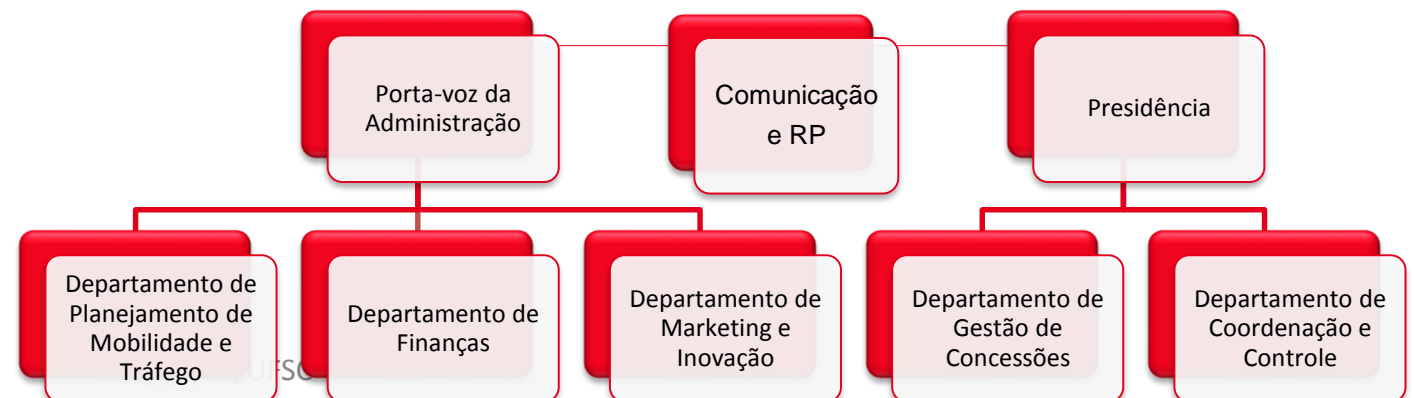 Porta-voz da
Administração
Comunicação
e RP
Presidência
Departamento de
Planejamento de
Mobilidade e
Tráfego
Departamento de
Finanças
Departamento de
Marketing e
Inovação
Departamento de
Gestão de
Concessões
Departamento de
Coordenação e
Controle